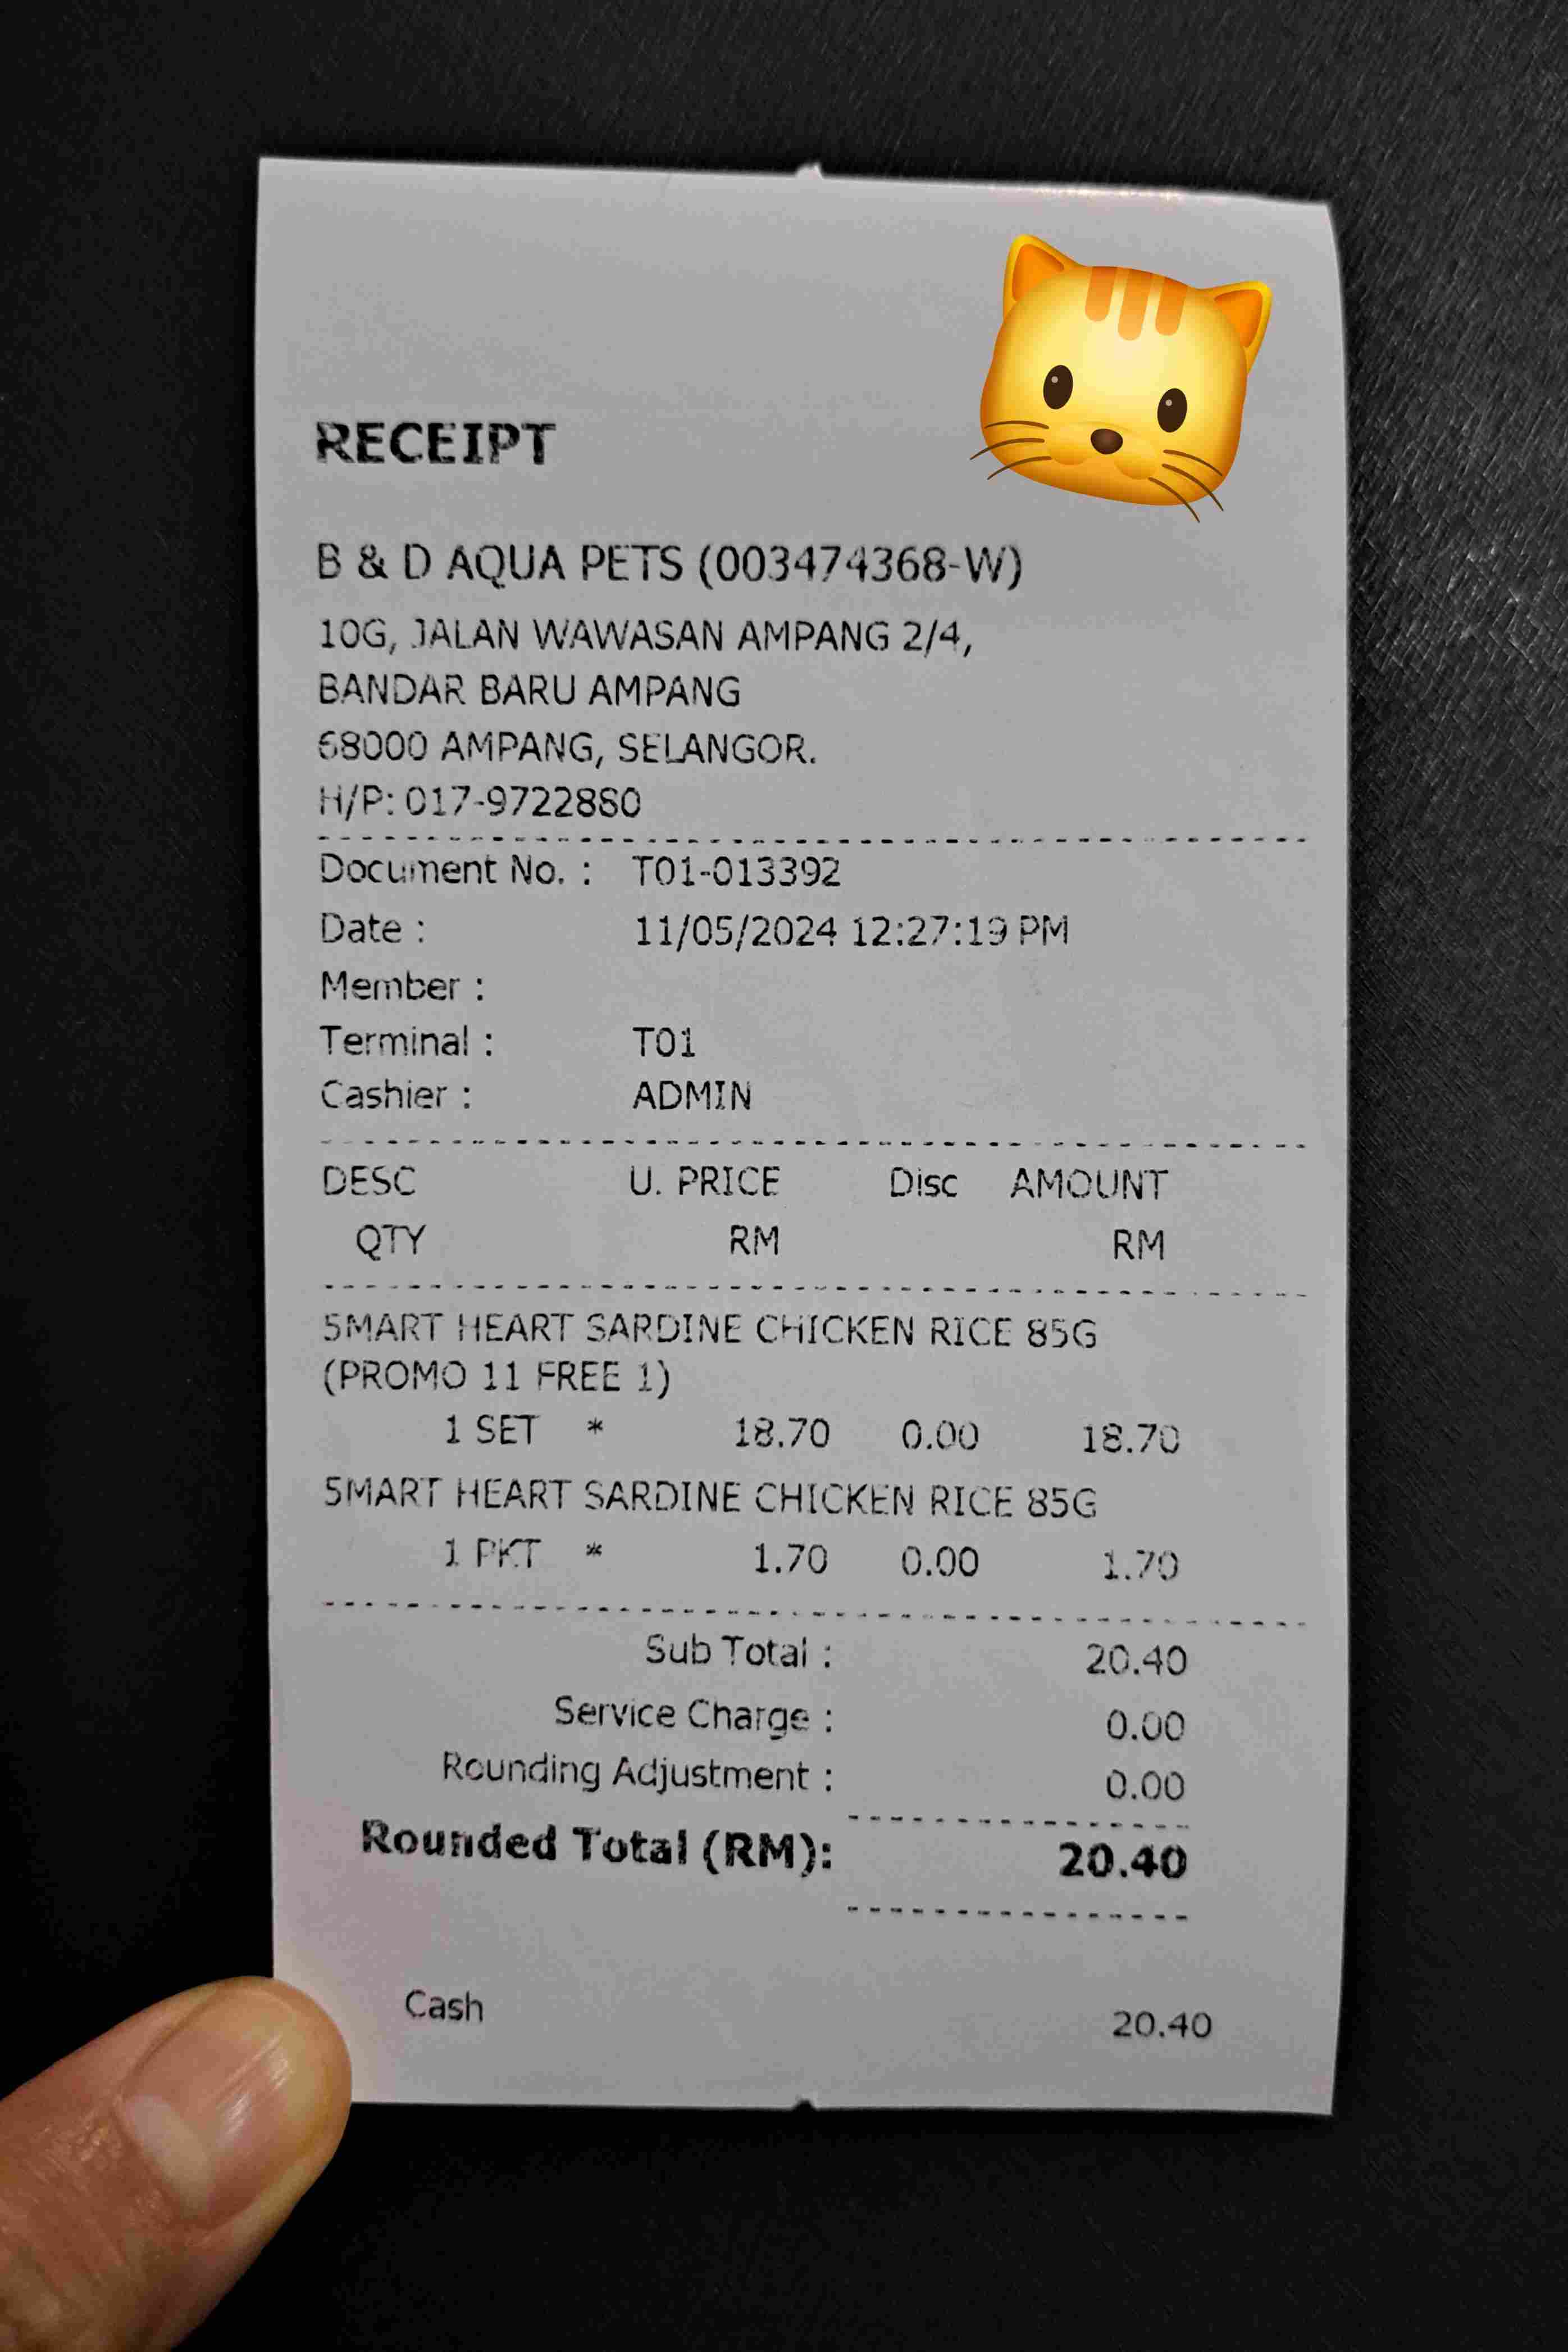 RECEIPT
B & D AQUA PETS (003474368-W)
10G, JALAN WAWASAN AMPANG 2/4,
BANDAR BARU AMPANG
68000 AMPANG, SELANGOR.
H/P: 017-9722880
Document No. : T01-013392
Date : 11/05/2024 12:27:19 PM
Member :
Terminal : T01
Cashier : ADMIN
DESC U. PRICE Disc AMOUNT
QTY RM RM
SMART HEART SARDINE CHICKEN RICE 85G
(PROMO 11 FREE 1)
1 SET * 18.70 0.00 18.70
SMART HEART SARDINE CHICKEN RICE 85G
1 PKT * 1.70 0.00 1.70
Sub Total : 20.40
Service Charge : 0.00
Rounding Adjustment : 0.00
Rounded Total (RM): 20.40
Cash 20.40